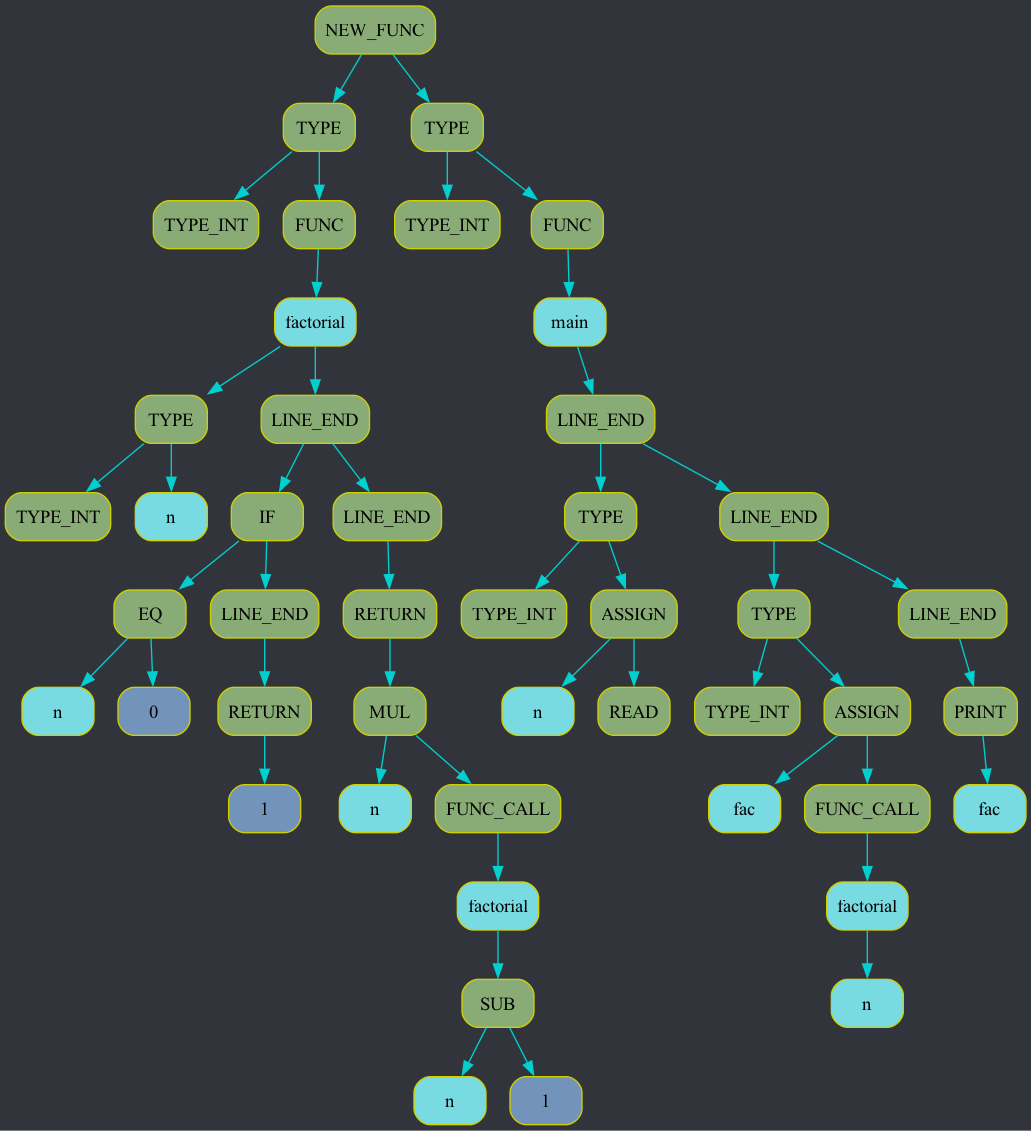 NEW_FUNC
TYPE TYPE
TYPE_INT FUNC TYPE_INT FUNC
factorial main
TYPE LINE_END LINE_END
TYPE_INT n IF LINE_END TYPE LINE_END
EQ LINE_END RETURN TYPE_INT ASSIGN TYPE LINE_END
n 0 RETURN MUL n READ TYPE_INT ASSIGN PRINT
1 n FUNC_CALL fac FUNC_CALL fac
factorial factorial
SUB n
n 1